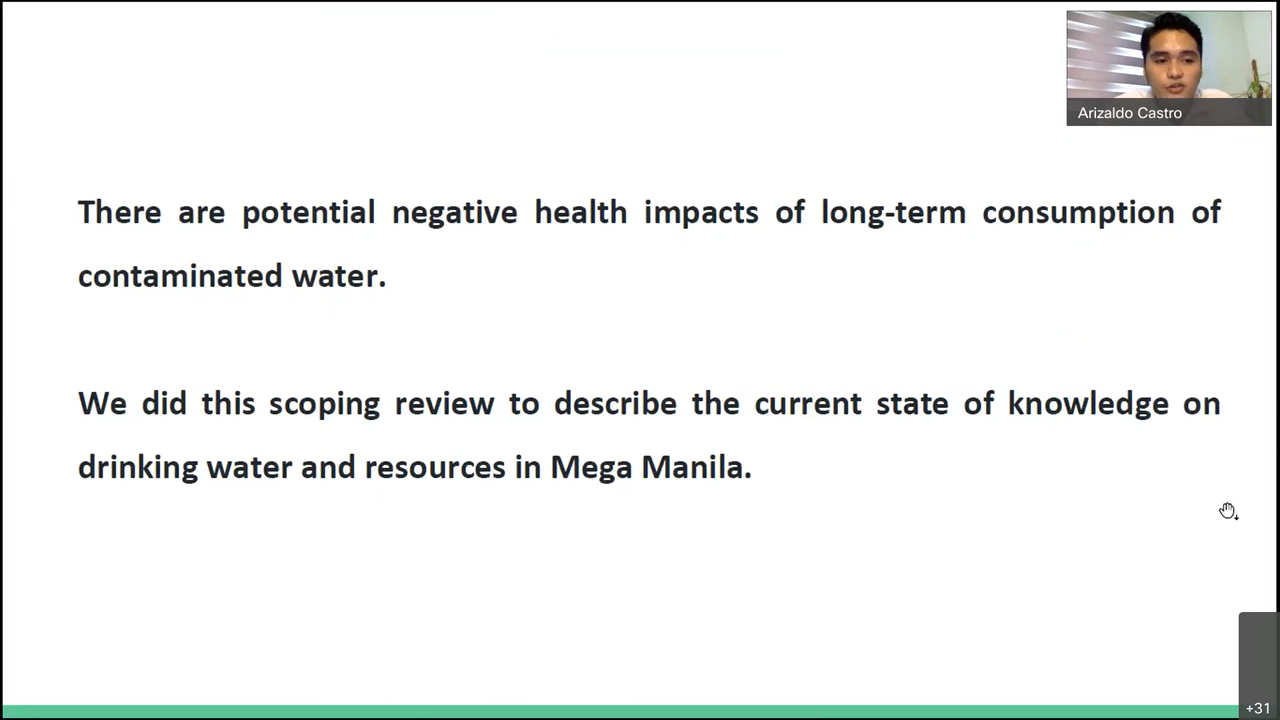 Arizaldo Castro
There are potential negative health impacts of long-term consumption of
contaminated water.
We did this scoping review to describe the current state of knowledge on
drinking water and resources in Mega Manila.
+31